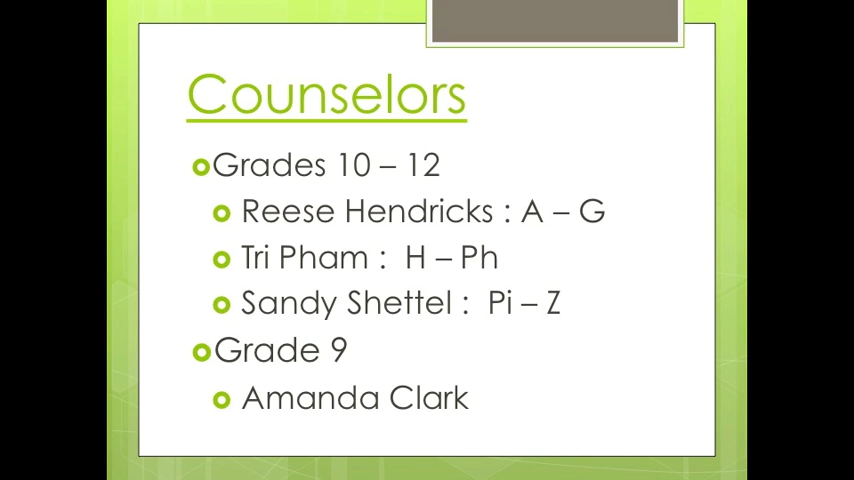 Counselors
Grades 10 – 12
Reese Hendricks : A – G
Tri Pham :  H – Ph
Sandy Shettel :  Pi – Z
Grade 9
Amanda Clark